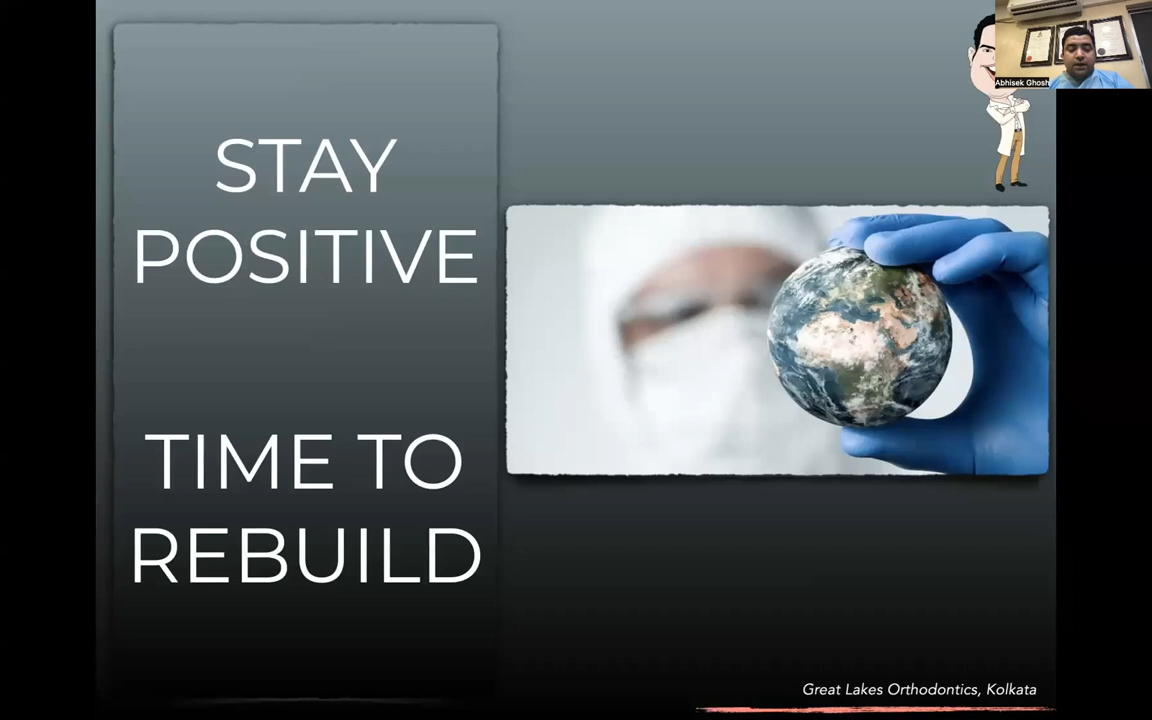 STAY
POSITIVE
TIME TO
REBUILD
Abhisek Ghosh
Great Lakes Orthodontics, Kolkata